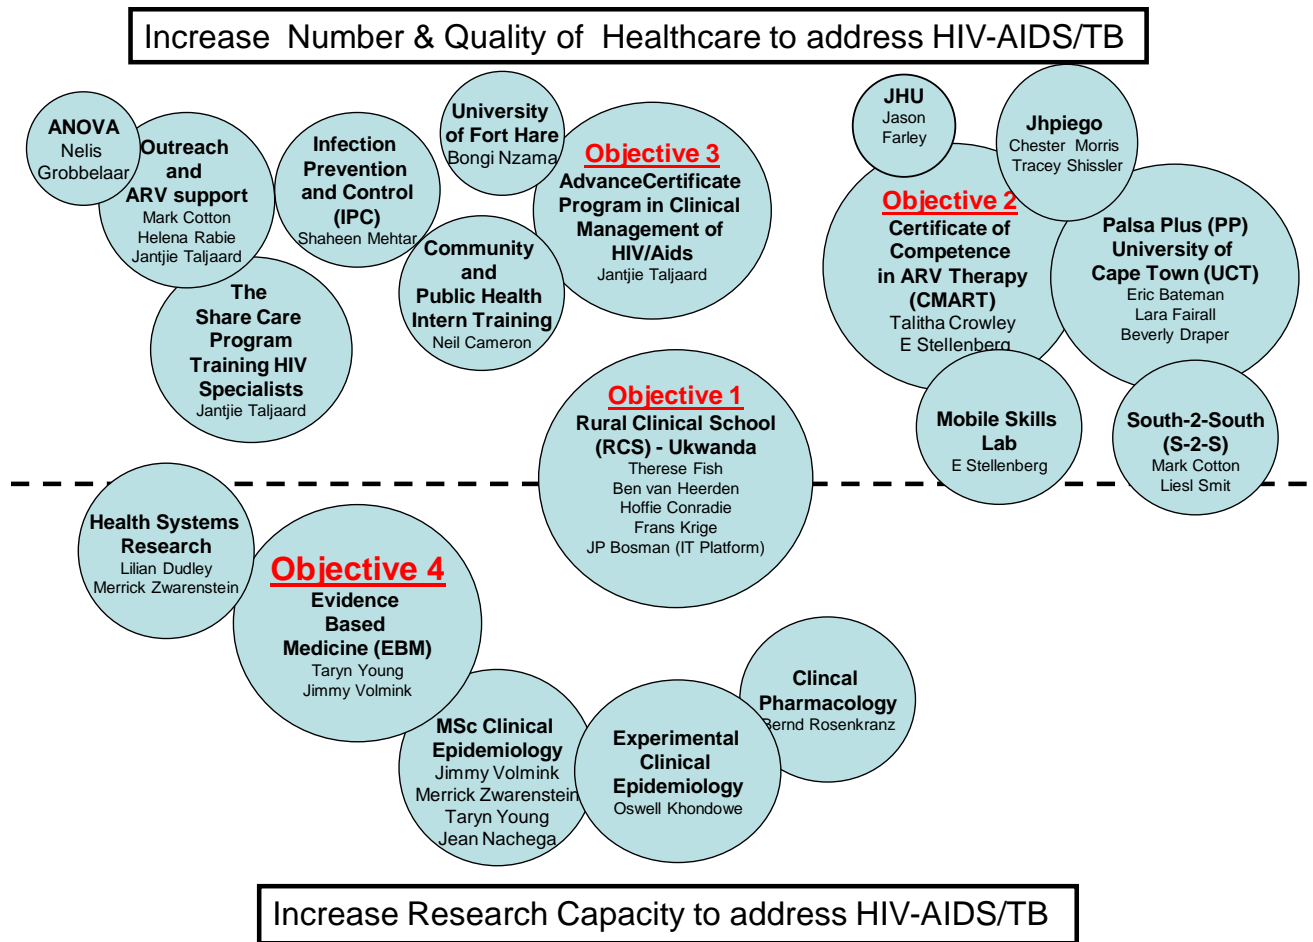 Increase Number & Quality of Healthcare to address HIV-AIDS/TB
ANOVA
Nelis
Grobbelaar
Outreach
and
ARV support
Mark Cotton
Helena Rabie
Jantjie Taljaard
The
Share Care
Program
Training HIV
Specialists
Jantjie Taljaard
Infection
Prevention
and Control
(IPC)
Shaheen Mehtar
University
of Fort Hare
Bongi Nzama
Community
and
Public Health
Intern Training
Neil Cameron
Objective 3
AdvanceCertificate
Program in Clinical
Management of
HIV/Aids
Jantjie Taljaard
JHU
Jason
Farley
Jhpiego
Chester Morris
Tracey Shissler
Objective 2
Certificate of
Competence
in ARV Therapy
(CMART)
Talitha Crowley
E Stellenberg
Palsa Plus (PP)
University of
Cape Town (UCT)
Eric Bateman
Lara Fairall
Beverly Draper
Mobile Skills
Lab
E Stellenberg
South-2-South
(S-2-S)
Mark Cotton
Liesl Smit
Objective 1
Rural Clinical School
(RCS) - Ukwanda
Therese Fish
Ben van Heerden
Hoffie Conradie
Frans Krige
JP Bosman (IT Platform)
Health Systems
Research
Lilian Dudley
Merrick Zwarenstein
Objective 4
Evidence
Based
Medicine (EBM)
Taryn Young
Jimmy Volmink
MSc Clinical
Epidemiology
Jimmy Volmink
Merrick Zwarenstein
Taryn Young
Jean Nachega
Experimental
Clinical
Epidemiology
Oswell Khondowe
Clincal
Pharmacology
Bernd Rosenkranz
Increase Research Capacity to address HIV-AIDS/TB